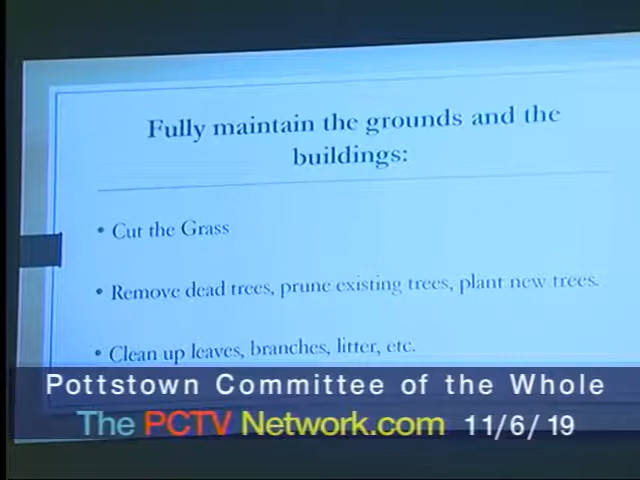 Fully maintain the grounds and the
buildings:
• Cut the Grass
• Remove dead trees, prune existing trees, plant new trees.
• Clean up leaves, branches, litter, etc.
Pottstown Committee of the Whole
The PCTV Network.com 11/6/19